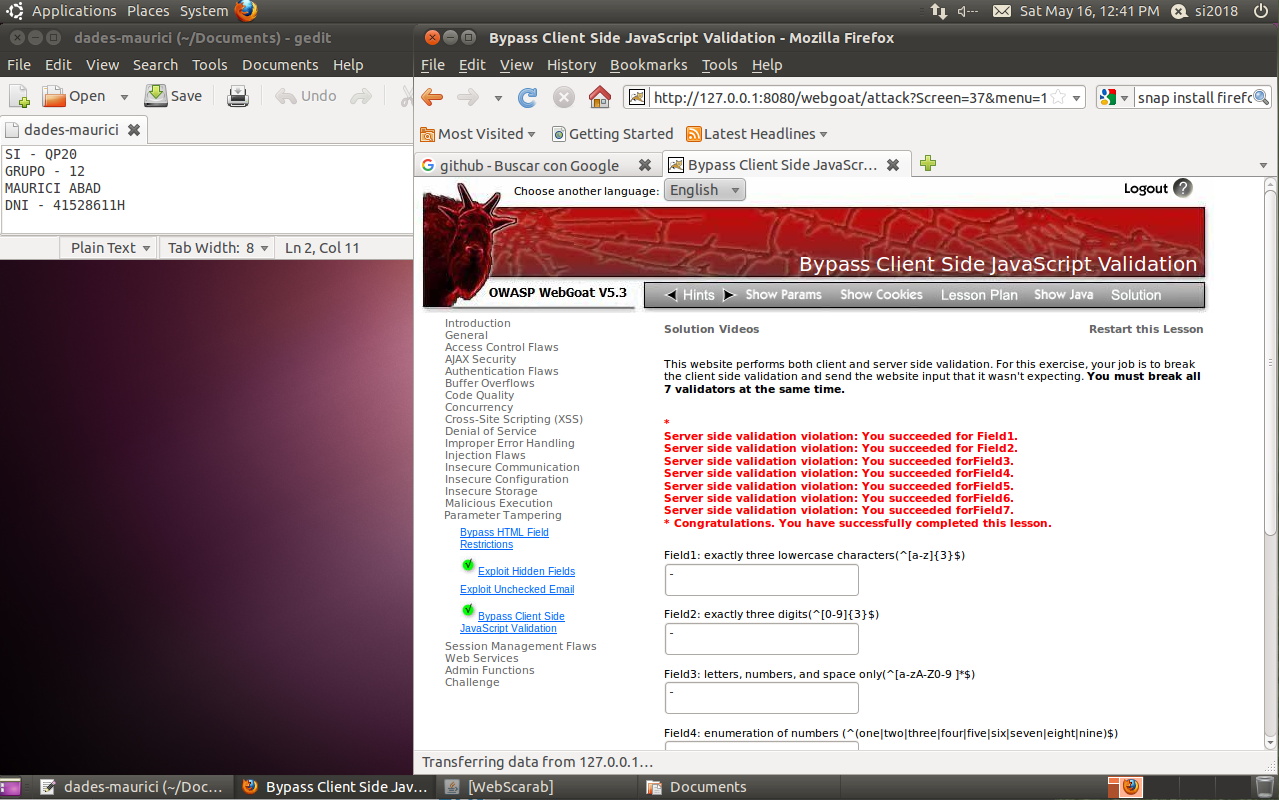 Applications Places System Sat May 16, 12:41 PM si2018
dades-maurici (~/Documents) - gedit
File Edit View Search Tools Documents Help
Open Save Undo
dades-maurici
SI - QP20
GRUPO - 12
MAURICI ABAD
DNI - 41528611H
Plain Text Tab Width: 8 Ln 2, Col 11
Bypass Client Side JavaScript Validation - Mozilla Firefox
File Edit View History Bookmarks Tools Help
http://127.0.0.1:8080/webgoat/attack?Screen=37&menu=1 snap install firefo
Most Visited Getting Started Latest Headlines
github - Buscar con Google Bypass Client Side JavaScr...
Choose another language: English Logout ?
Bypass Client Side JavaScript Validation
OWASP WebGoat V5.3 Hints Show Params Show Cookies Lesson Plan Show Java Solution
Introduction
General
Access Control Flaws
AJAX Security
Authentication Flaws
Buffer Overflows
Code Quality
Concurrency
Cross-Site Scripting (XSS)
Denial of Service
Improper Error Handling
Injection Flaws
Insecure Communication
Insecure Configuration
Insecure Storage
Malicious Execution
Parameter Tampering
Bypass HTML Field
Restrictions
Exploit Hidden Fields
Exploit Unchecked Email
Bypass Client Side
JavaScript Validation
Session Management Flaws
Web Services
Admin Functions
Challenge
Solution Videos Restart this Lesson
This website performs both client and server side validation. For this exercise, your job is to break
the client side validation and send the website input that it wasn't expecting. You must break all
7 validators at the same time.
*
Server side validation violation: You succeeded for Field1.
Server side validation violation: You succeeded for Field2.
Server side validation violation: You succeeded forField3.
Server side validation violation: You succeeded forField4.
Server side validation violation: You succeeded forField5.
Server side validation violation: You succeeded forField6.
Server side validation violation: You succeeded forField7.
* Congratulations. You have successfully completed this lesson.
Field1: exactly three lowercase characters(^[a-z]{3}$)
-
Field2: exactly three digits(^[0-9]{3}$)
-
Field3: letters, numbers, and space only(^[a-zA-Z0-9 ]*$)
-
Field4: enumeration of numbers (^(one|two|three|four|five|six|seven|eight|nine)$)
Transferring data from 127.0.0.1...
dades-maurici (~/Doc... Bypass Client Side Jav... [WebScarab] Documents